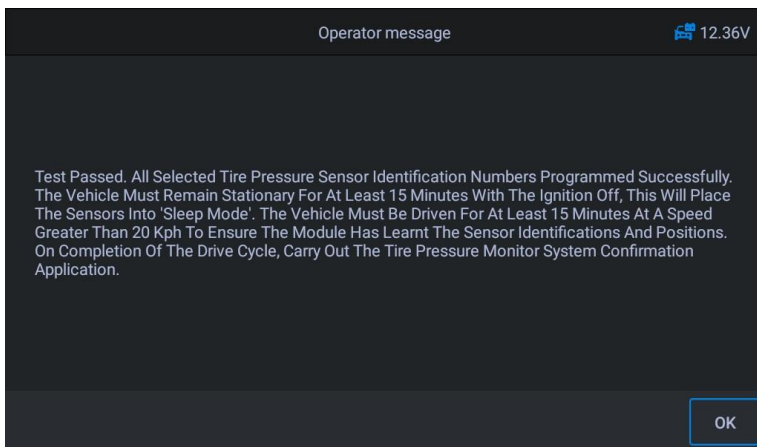 Operator message
12.36V
Test Passed. All Selected Tire Pressure Sensor Identification Numbers Programmed Successfully.
The Vehicle Must Remain Stationary For At Least 15 Minutes With The Ignition Off, This Will Place
The Sensors Into 'Sleep Mode'. The Vehicle Must Be Driven For At Least 15 Minutes At A Speed
Greater Than 20 Kph To Ensure The Module Has Learnt The Sensor Identifications And Positions.
On Completion Of The Drive Cycle, Carry Out The Tire Pressure Monitor System Confirmation
Application.
OK